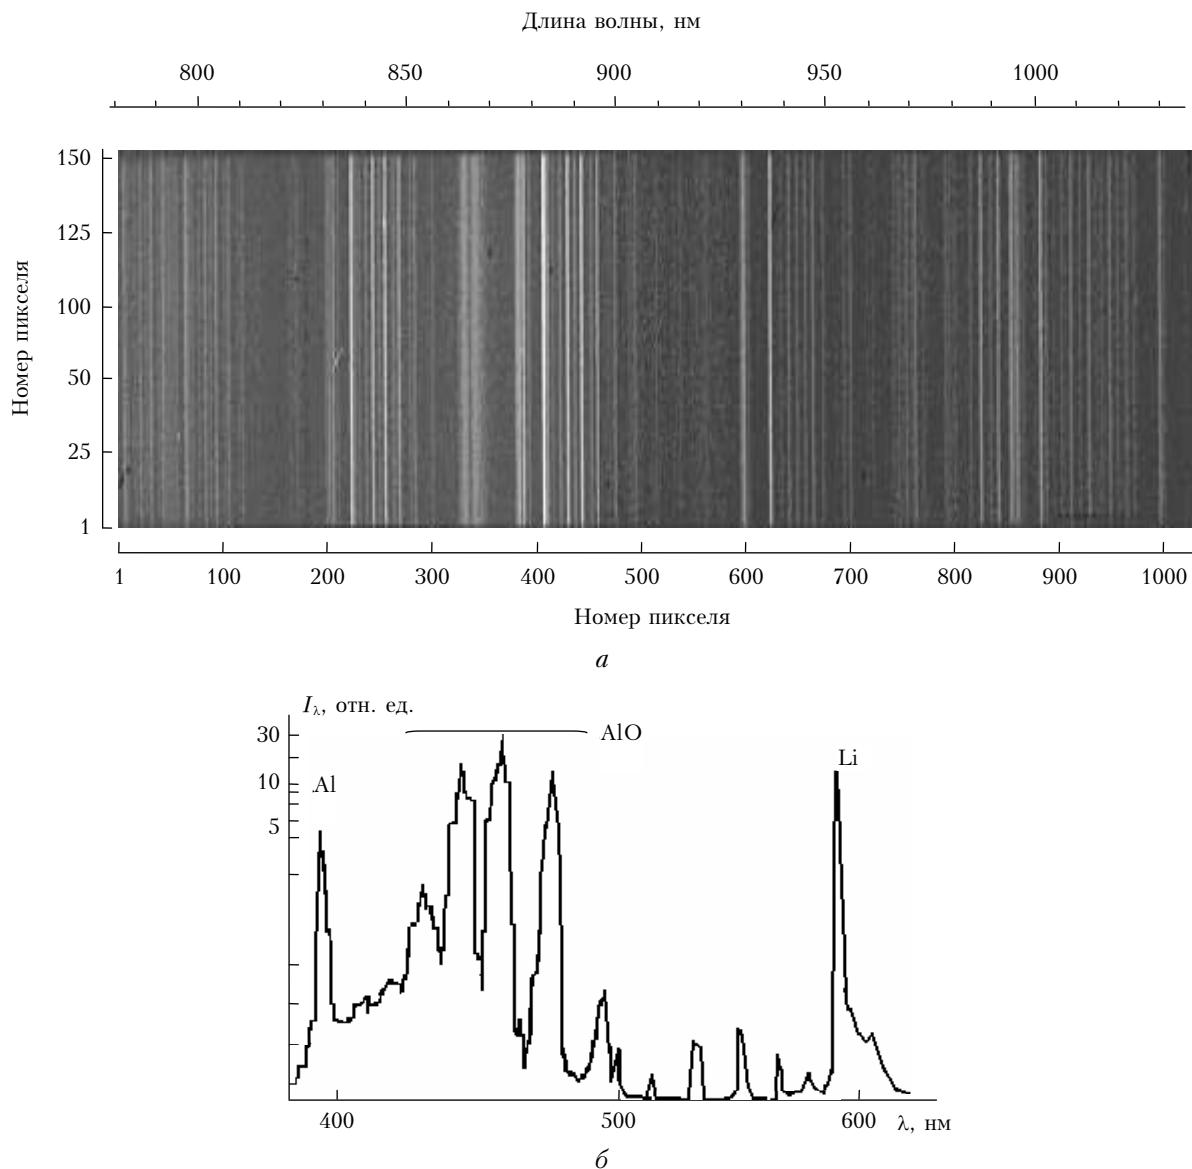 Длина волны, нм
800 850 900 950 1000
Номер пикселя
150
125
100
50
25
1
1 100 200 300 400 500 600 700 800 900 1000
Номер пикселя
а
I_λ, отн. ед.
30
10
5
Al
AlO
Li
400 500 600 λ, нм
б